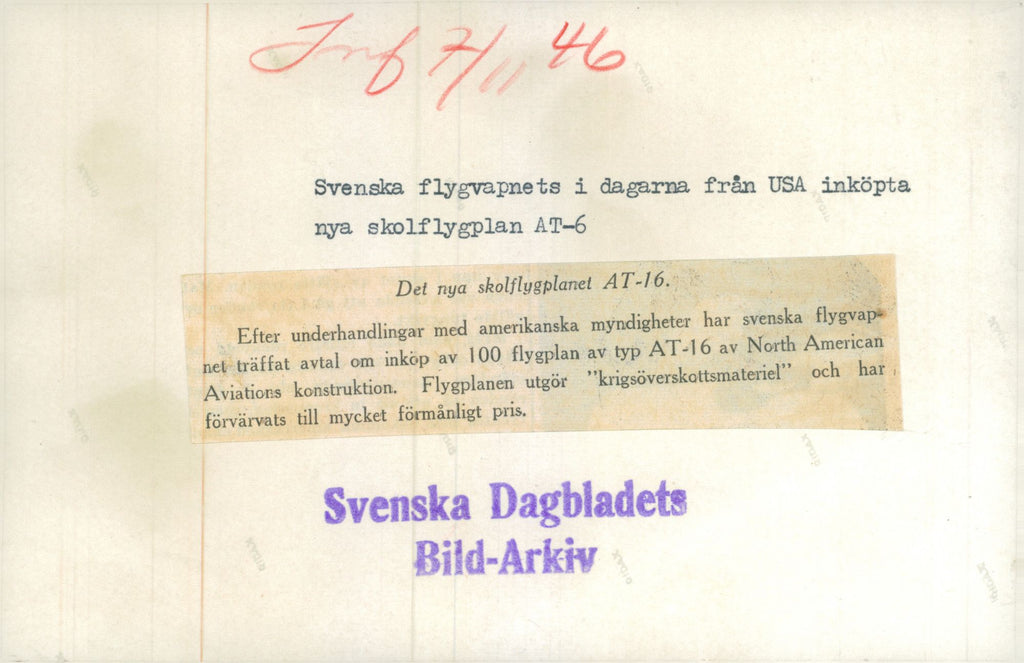 Inf 7/11 46
Svenska flygvapnets i dagarna från USA inköpta
nya skolflygplan AT-6
Det nya skolflygplanet AT-16.
Efter underhandlingar med amerikanska myndigheter har svenska flygvap-
net träffat avtal om inköp av 100 flygplan av typ AT-16 av North American
Aviations konstruktion. Flygplanen utgör ”krigsöverskottsmateriel” och har
förvärvats till mycket förmånligt pris.
Svenska Dagbladets
Bild-Arkiv